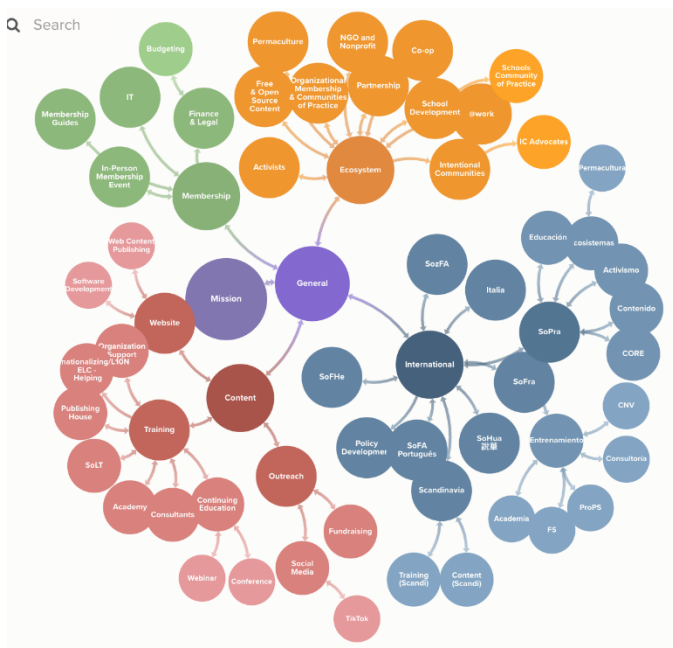 Search
Budgeting
IT
Membership
Guides
Finance
& Legal
In-Person
Membership
Event
Membership
Permaculture
NGO and
Nonprofit
Co-op
Free
& Open
Source
Content
Organizational
Membership
& Communities
of Practice
Partnership
School
Development
@work
Schools
Community
of Practice
Activists
Ecosystem
Intentional
Communities
IC Advocates
Mission
General
Web Content
Publishing
Software
Development
Website
Organization
Support
nationalizing/L10N
ELC -
Helping
Publishing
House
Training
Content
SoLT
Academy
Consultants
Continuing
Education
Webinar
Conference
Outreach
Fundraising
Social
Media
TikTok
SozFA
Italia
International
SoFHe
SoFra
Policy
Developmen
SoFA
Português
SoHua
説華
Scandinavia
Training
(Scandi)
Content
(Scandi)
Permacultura
Educación
cosistemas
Activismo
Contenido
SoPra
CORE
CNV
Entrenamiento
Consultoría
Academia
FS
ProPS